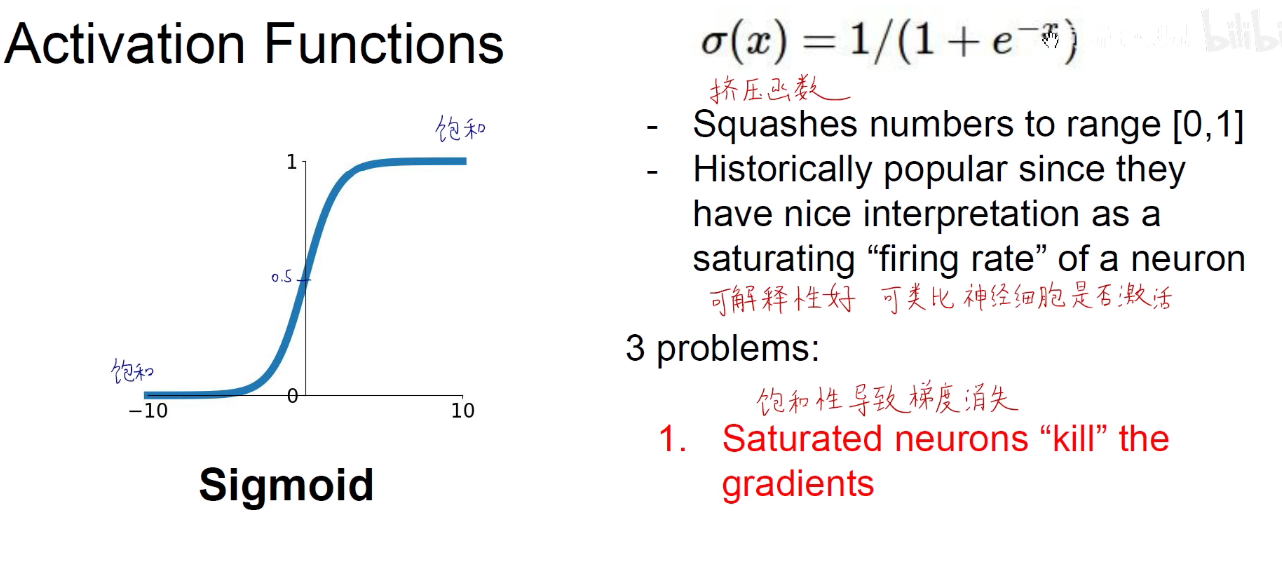 Activation Functions
σ(x) = 1/(1 + e^{-x})
bilibi
挤压函数
- Squashes numbers to range [0,1]
- Historically popular since they
have nice interpretation as a
saturating “firing rate” of a neuron
可解释性好 可类比神经细胞是否激活
3 problems:
饱和性导致梯度消失
1. Saturated neurons “kill” the
gradients
饱和
1
0.5
饱和
0
−10
10
Sigmoid